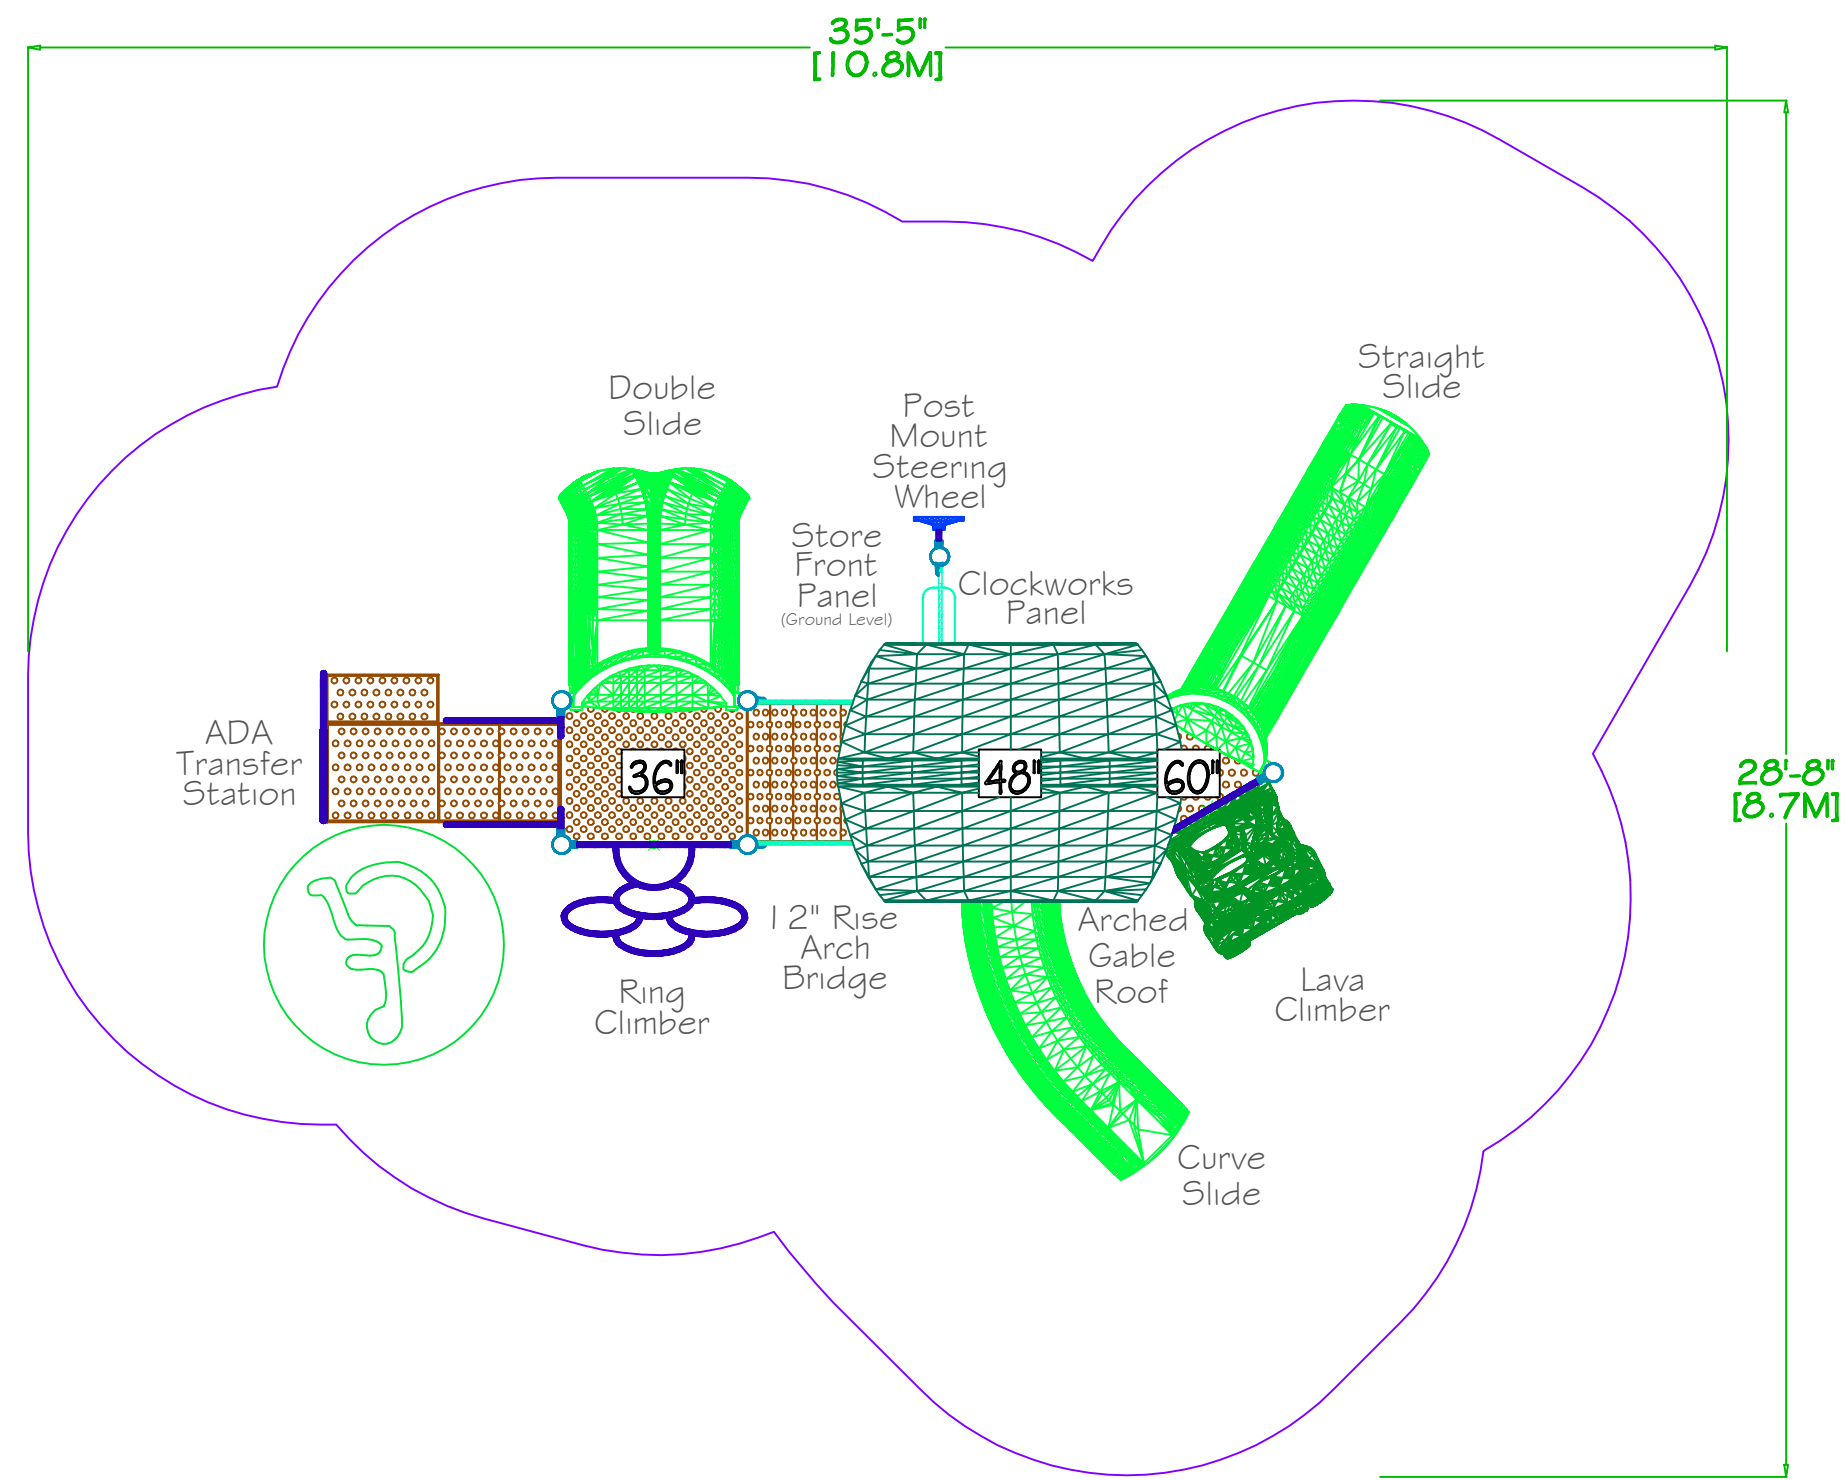 35'-5"
[10.8M]
Straight
Slide
Double
Slide
Post
Mount
Steering
Wheel
Store
Front
Panel
(Ground Level)
Clockworks
Panel
ADA
Transfer
Station
36"
48"
60"
28'-8"
[8.7M]
12" Rise
Arch
Bridge
Arched
Gable
Roof
Ring
Climber
Lava
Climber
Curve
Slide